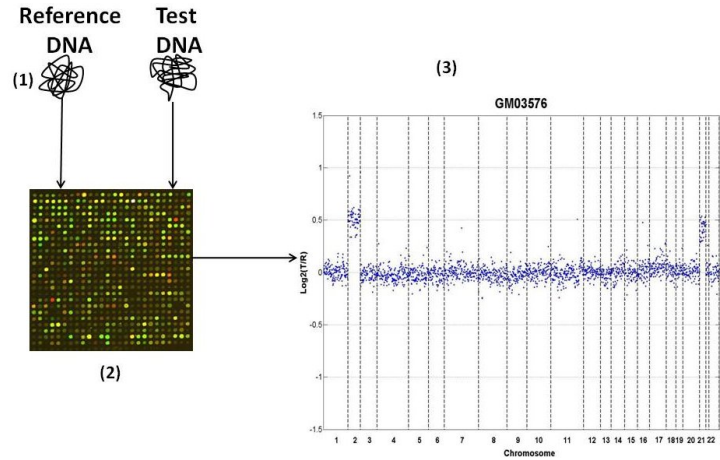 Reference Test
DNA DNA
(1)
(2)
(3)
GM03576
1.5
1
0.5
0
-0.5
-1
-1.5
Log2(T/R)
1 2 3 4 5 6 7 8 9 10 11 12 13 14 15 16 17 18 19 20 21 22
Chromosome